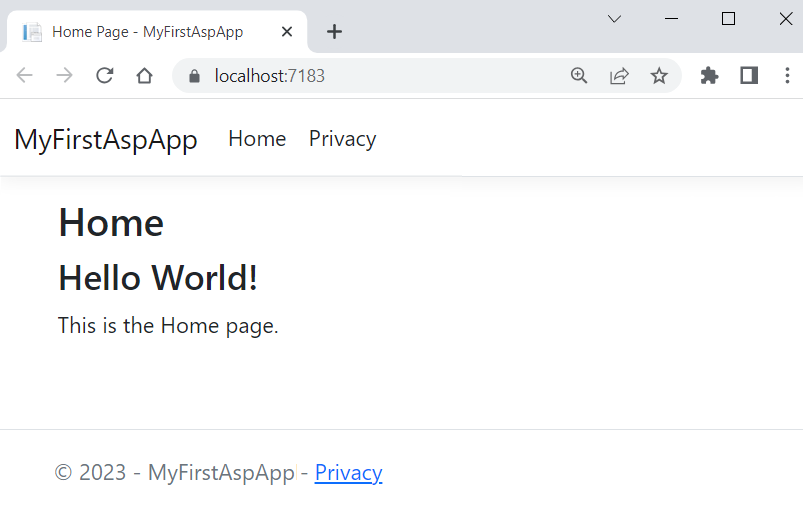 Home Page - MyFirstAspApp
localhost:7183
MyFirstAspApp Home Privacy
Home
Hello World!
This is the Home page.
© 2023 - MyFirstAspApp - Privacy